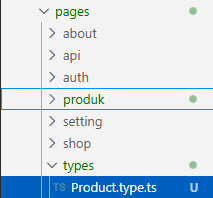 pages
about
api
auth
produk
setting
shop
types
TS Product.type.ts U